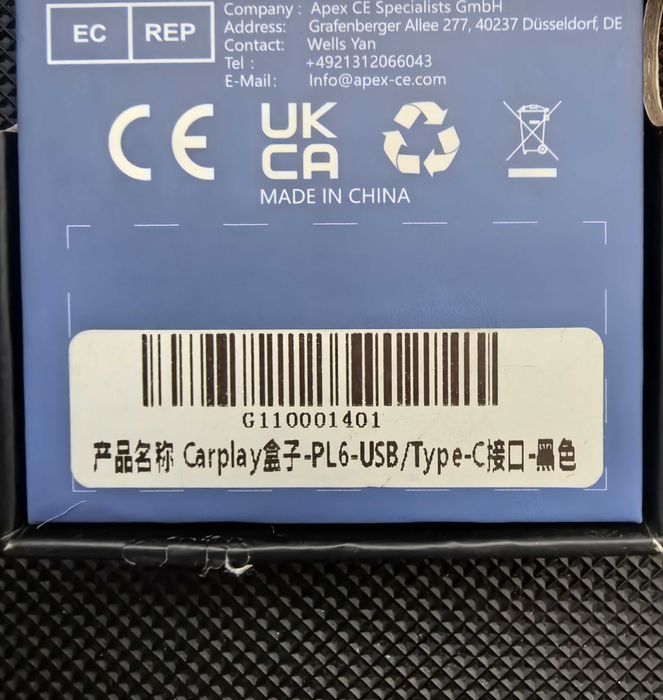 EC REP
Company : Apex CE Specialists GmbH
Address: Grafenberger Allee 277, 40237 Düsseldorf, DE
Contact: Wells Yan
Tel : +4921312066043
E-Mail: Info@apex-ce.com
CE UK CA
MADE IN CHINA
G110001401
产品名称 Carplay盒子-PL6-USB/Type-C接口-黑色